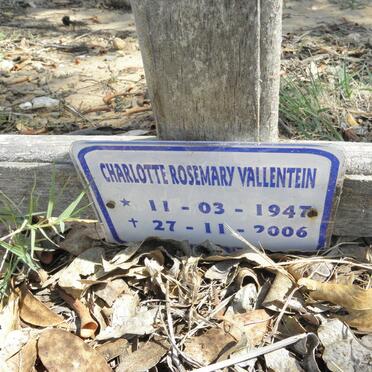 CHARLOTTE ROSEMARY VALLENTEIN
* 11 - 03 - 1947
† 27 - 11 - 2006